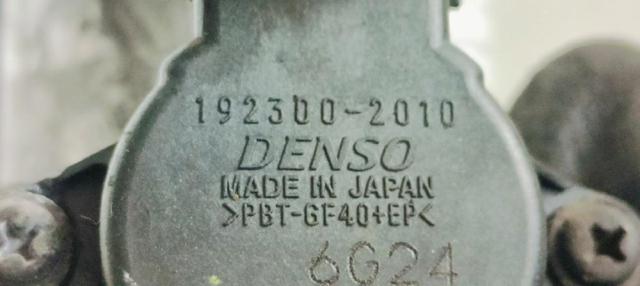 192300-2010
DENSO
MADE IN JAPAN
>PBT-GF40+EP<
6G24